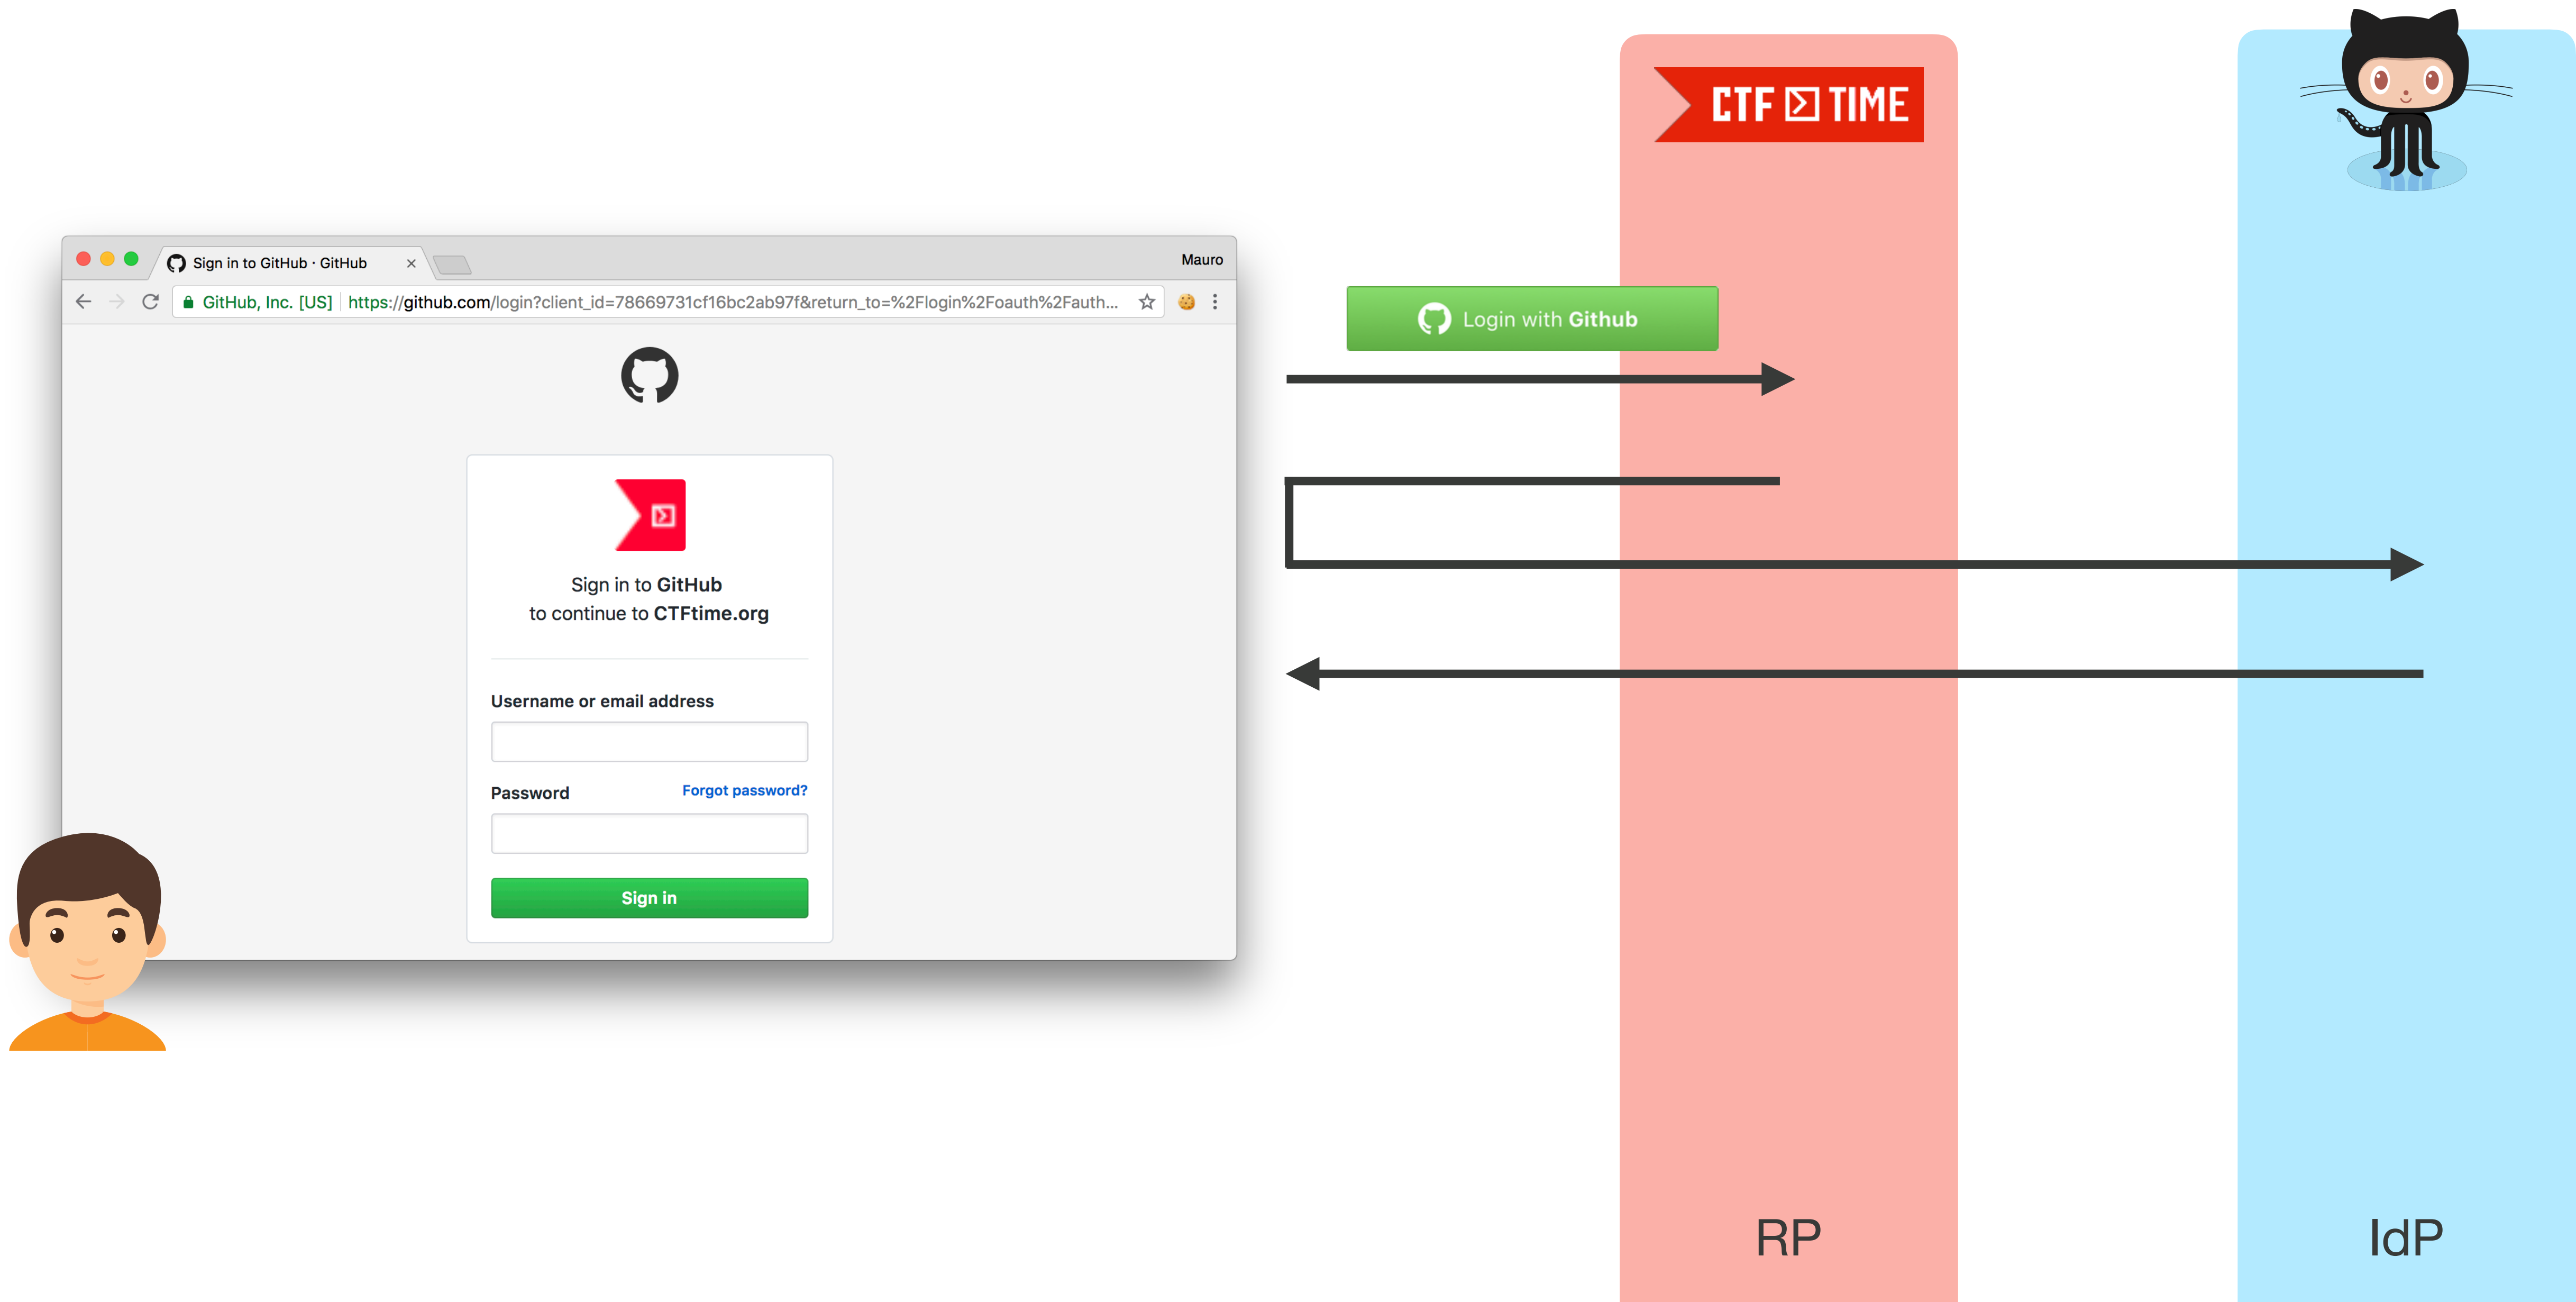 CTF TIME
Sign in to GitHub · GitHub
Mauro
GitHub, Inc. [US] https://github.com/login?client_id=78669731cf16bc2ab97f&return_to=%2Flogin%2Foauth%2Fauth...
Login with Github
Sign in to GitHub
to continue to CTFtime.org
Username or email address
Password Forgot password?
Sign in
RP
IdP